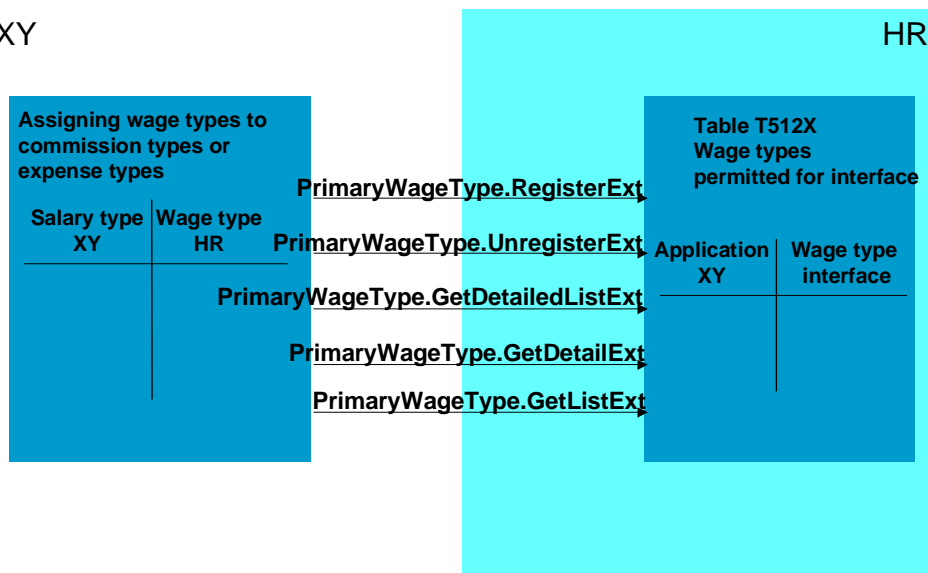 XY
HR
Assigning wage types to
commission types or
expense types
Salary type
XY
Wage type
HR
PrimaryWageType.RegisterExt
PrimaryWageType.UnregisterExt
PrimaryWageType.GetDetailedListExt
PrimaryWageType.GetDetailExt
PrimaryWageType.GetListExt
Table T512X
Wage types
permitted for interface
Application
XY
Wage type
interface